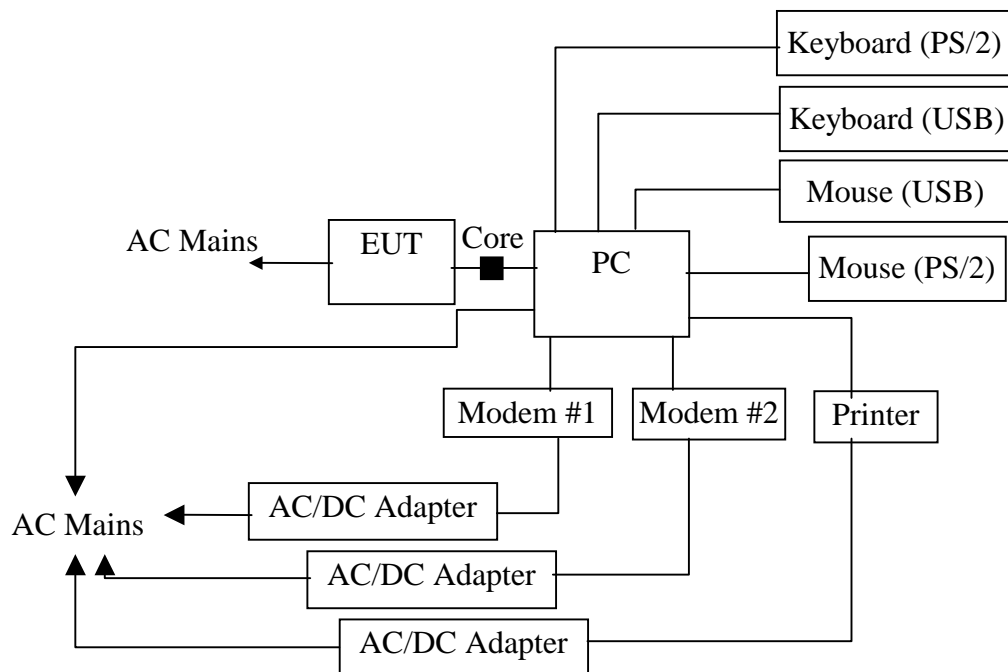 Keyboard (PS/2)
Keyboard (USB)
Mouse (USB)
AC Mains
EUT
Core
PC
Mouse (PS/2)
Modem #1
Modem #2
Printer
AC/DC Adapter
AC Mains
AC/DC Adapter
AC/DC Adapter